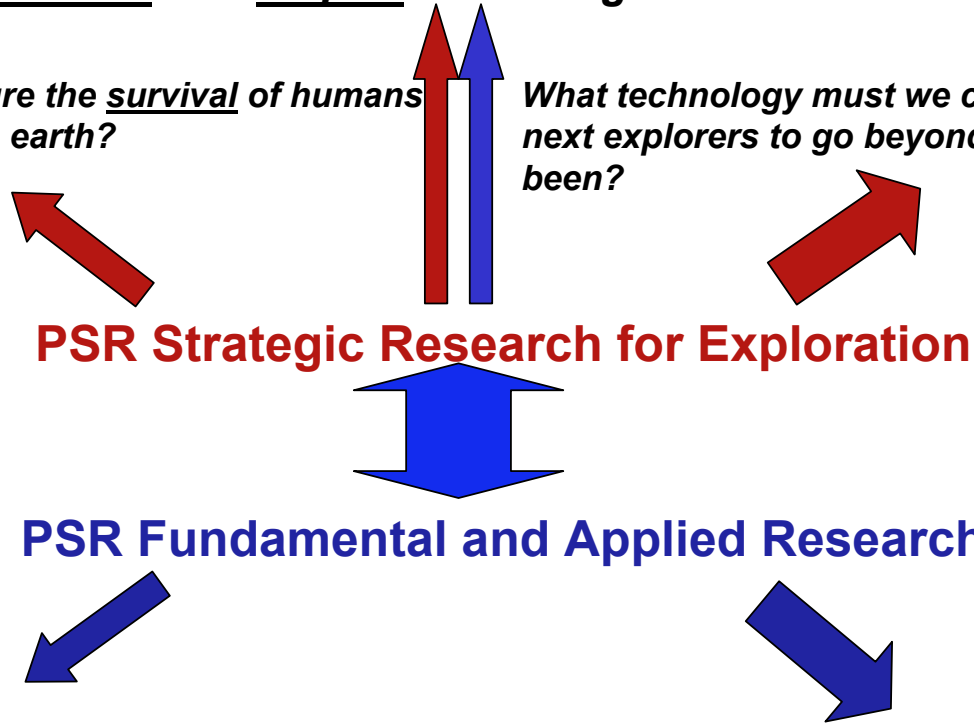 the survival of humans
earth?
What technology must we
next explorers to go beyond
been?
PSR Strategic Research for Exploration
PSR Fundamental and Applied Research